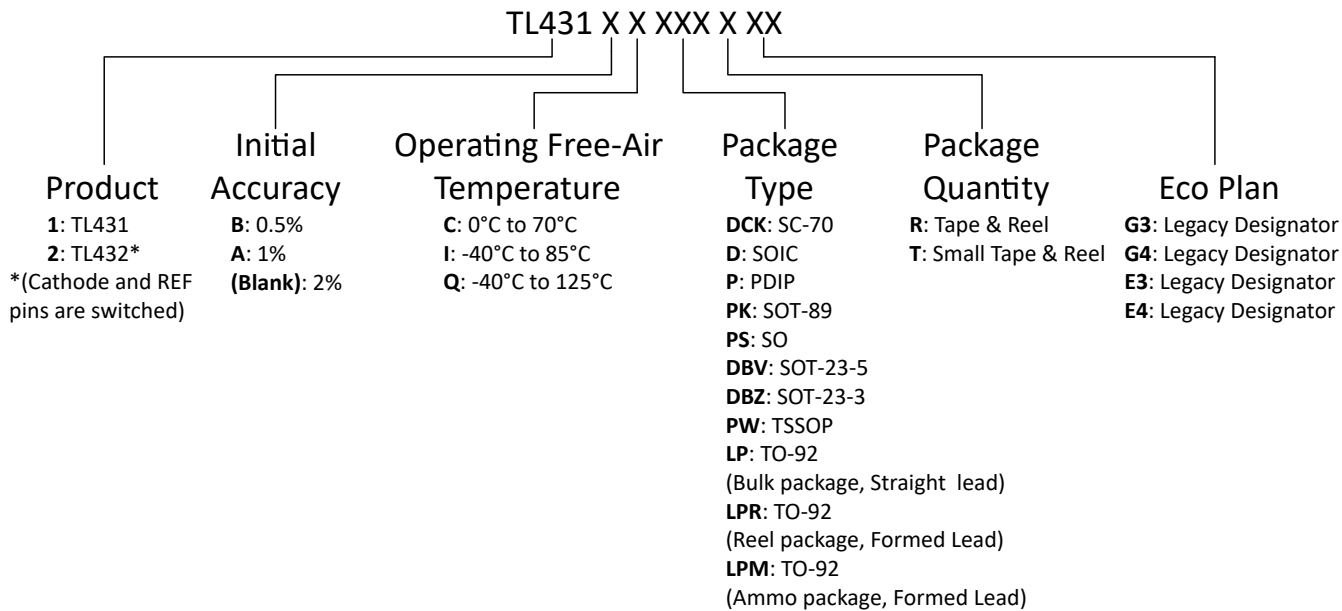 TL431 X X XXX X XX
Product
1: TL431
2: TL432*
*(Cathode and REF
pins are switched)
Initial
Accuracy
B: 0.5%
A: 1%
(Blank): 2%
Operating Free-Air
Temperature
C: 0°C to 70°C
I: -40°C to 85°C
Q: -40°C to 125°C
Package
Type
DCK: SC-70
D: SOIC
P: PDIP
PK: SOT-89
PS: SO
DBV: SOT-23-5
DBZ: SOT-23-3
PW: TSSOP
LP: TO-92
(Bulk package, Straight lead)
LPR: TO-92
(Reel package, Formed Lead)
LPM: TO-92
(Ammo package, Formed Lead)
Package
Quantity
R: Tape & Reel
T: Small Tape & Reel
Eco Plan
G3: Legacy Designator
G4: Legacy Designator
E3: Legacy Designator
E4: Legacy Designator